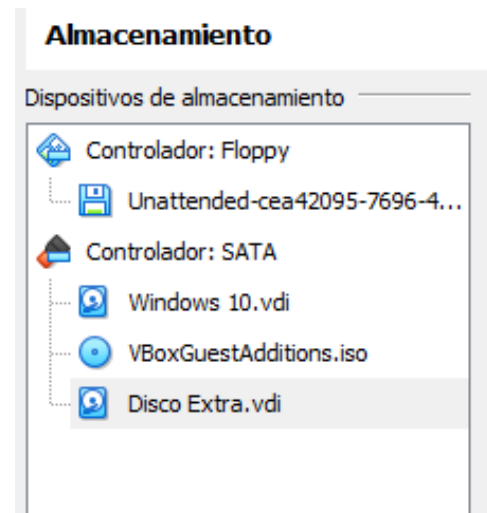 Almacenamiento
Dispositivos de almacenamiento
Controlador: Floppy
Unattended-cea42095-7696-4...
Controlador: SATA
Windows 10.vdi
VBoxGuestAdditions.iso
Disco Extra.vdi